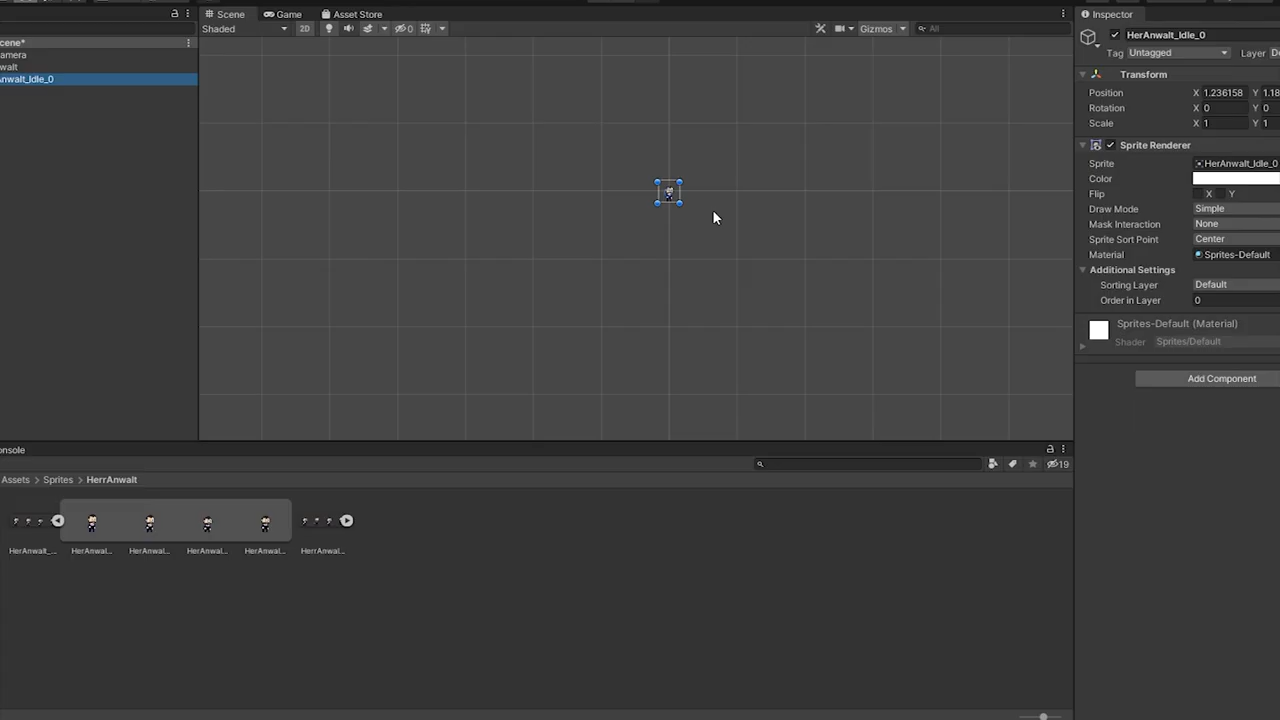 Scene Game Asset Store
Shaded 2D 0 Gizmos All
cene*
amera
walt
Anwalt_Idle_0
Inspector
HerAnwalt_Idle_0
Tag Untagged Layer De
Transform
Position X 1.236158 Y 1.18
Rotation X 0 Y 0
Scale X 1 Y 1
Sprite Renderer
Sprite HerAnwalt_Idle_0
Color
Flip X Y
Draw Mode Simple
Mask Interaction None
Sprite Sort Point Center
Material Sprites-Default
Additional Settings
Sorting Layer Default
Order in Layer 0
Sprites-Default (Material)
Shader Sprites/Default
Add Component
onsole
19
Assets Sprites HerrAnwalt
HerAnwalt_... HerAnwal... HerAnwal... HerAnwal... HerAnwal... HerrAnwal...